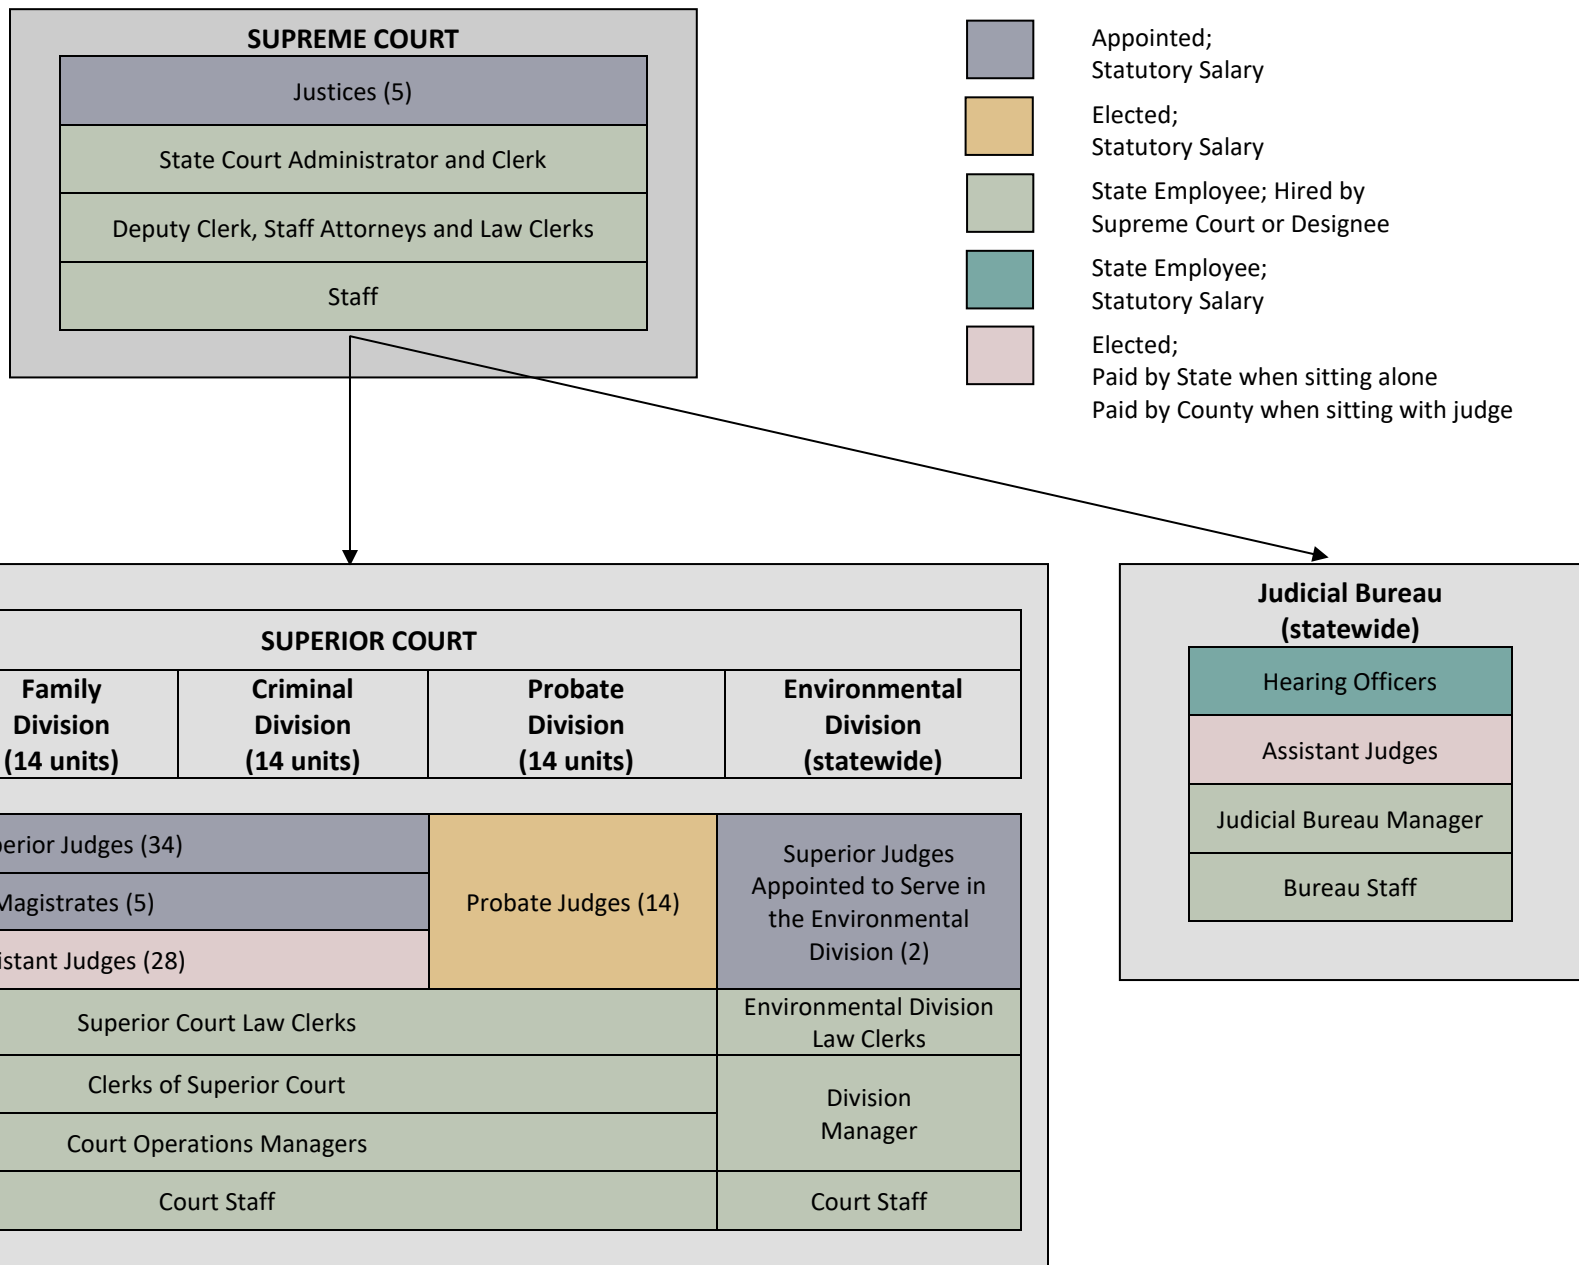 SUPREME COURT
Justices (5)
State Court Administrator and Clerk
Deputy Clerk, Staff Attorneys and Law Clerks
Staff
Appointed;
Statutory Salary
Elected;
Statutory Salary
State Employee; Hired by
Supreme Court or Designee
State Employee;
Statutory Salary
Elected;
Paid by State when sitting alone
Paid by County when sitting with judge
SUPERIOR COURT
Family
Division
(14 units)
Criminal
Division
(14 units)
Probate
Division
(14 units)
Environmental
Division
(statewide)
Judges (34)
Magistrates (5)
Judges (28)
Probate Judges (14)
Superior Judges
Appointed to Serve in
the Environmental
Division (2)
Superior Court Law Clerks
Environmental Division
Law Clerks
Clerks of Superior Court
Court Operations Managers
Division
Manager
Court Staff
Court Staff
Judicial Bureau
(statewide)
Hearing Officers
Assistant Judges
Judicial Bureau Manager
Bureau Staff